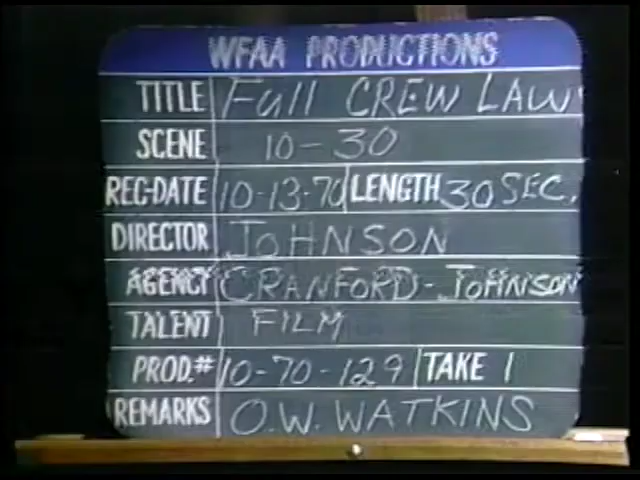 WFAA PRODUCTIONS
TITLE Full CREW LAW
SCENE 10-30
REC-DATE 10-13-70 LENGTH 30 SEC.
DIRECTOR JOHNSON
AGENCY CRANFORD-JOHNSON
TALENT FILM
PROD.# 10-70-129 TAKE 1
REMARKS O.W. WATKINS